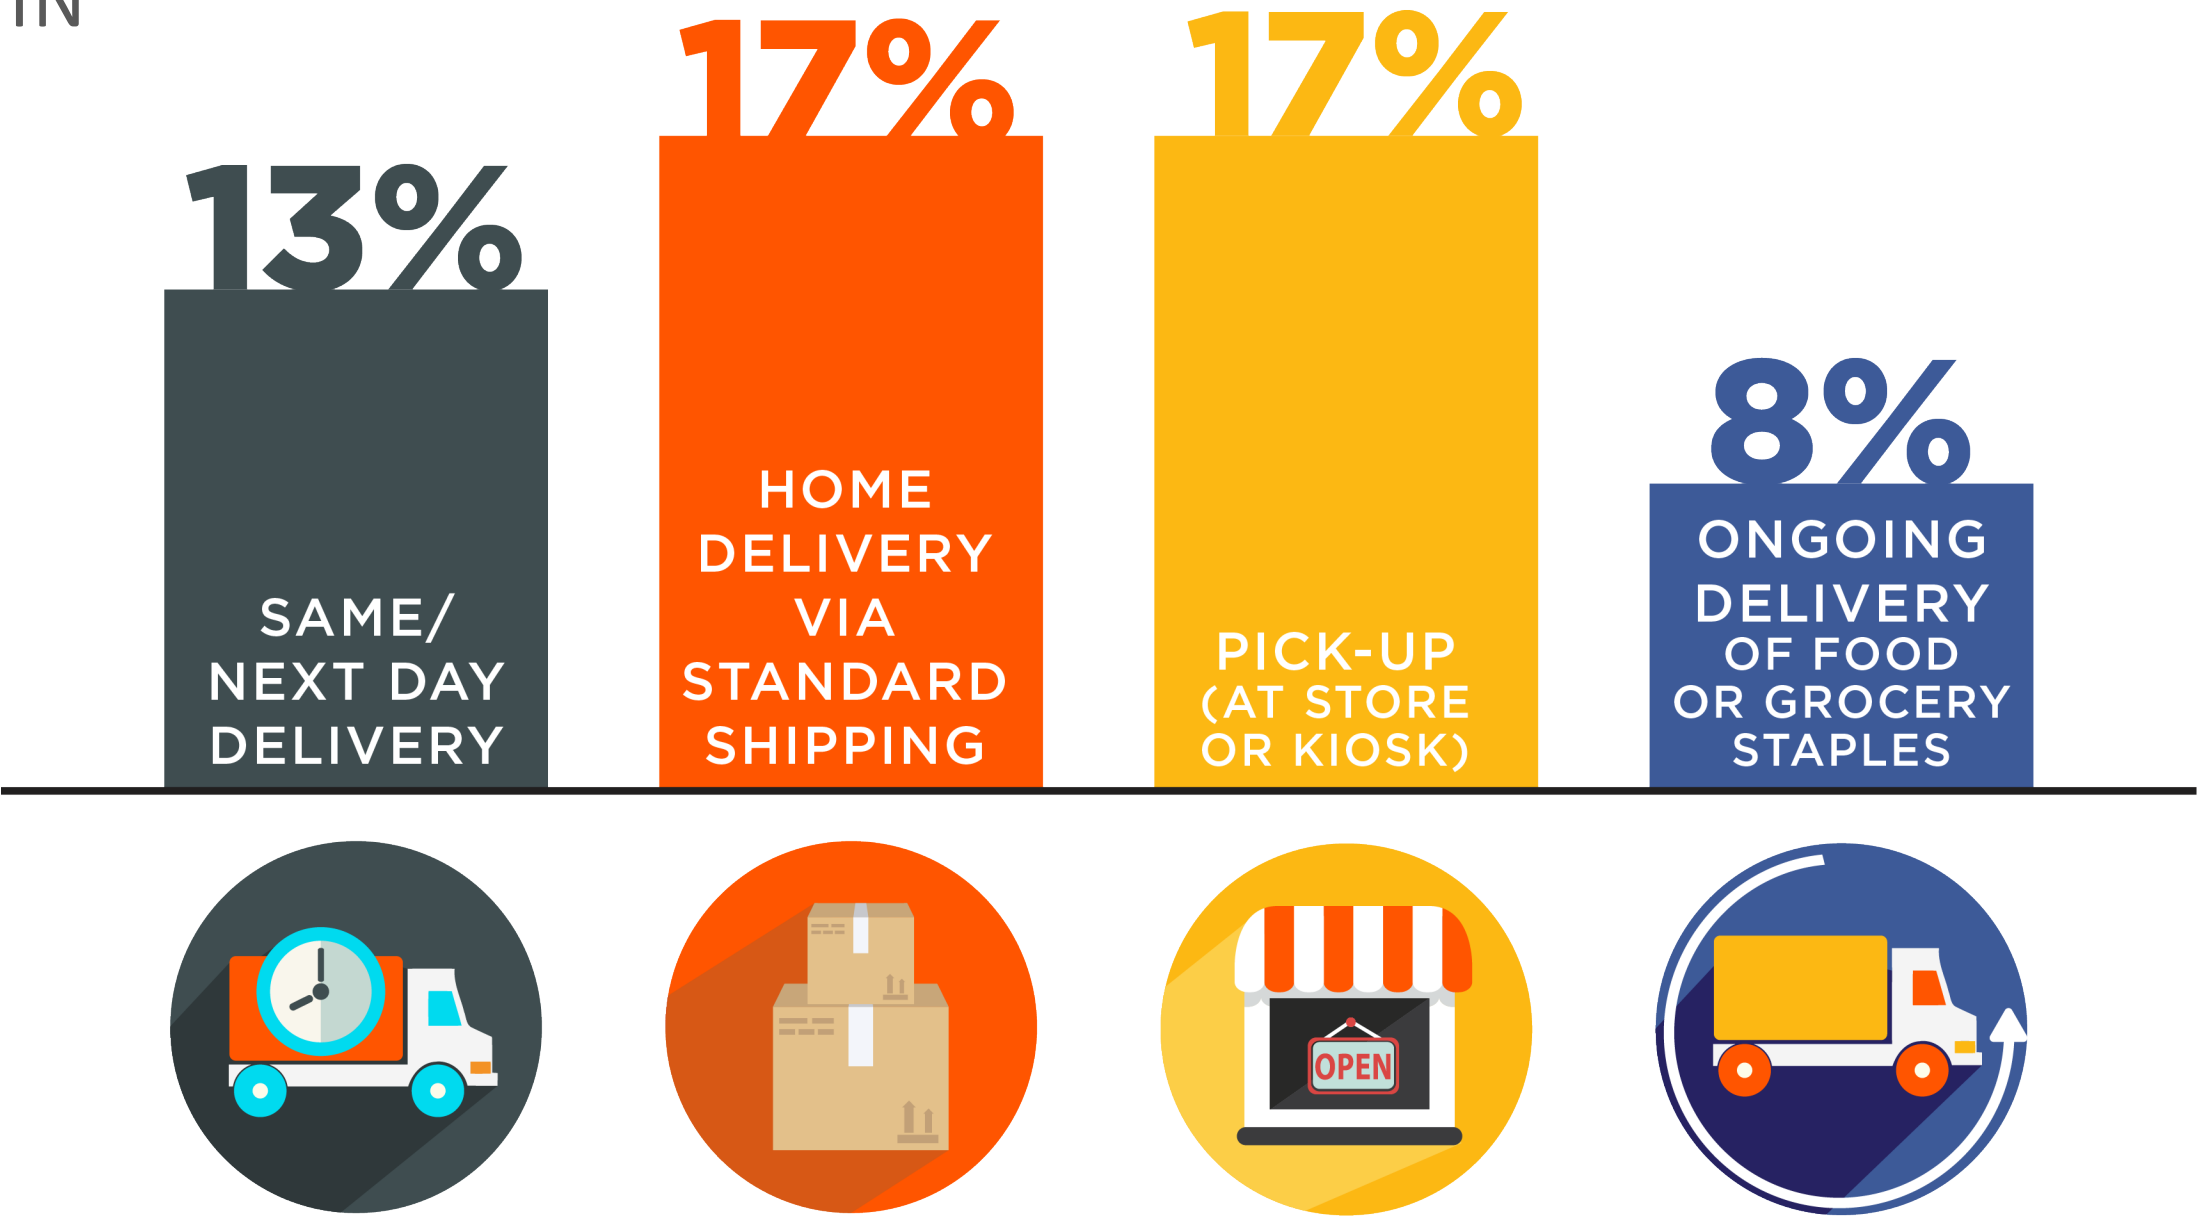 17%
17%
13%
8%
SAME/
NEXT DAY
DELIVERY
HOME
DELIVERY
VIA
STANDARD
SHIPPING
PICK-UP
(AT STORE
OR KIOSK)
ONGOING
DELIVERY
OF FOOD
OR GROCERY
STAPLES
OPEN